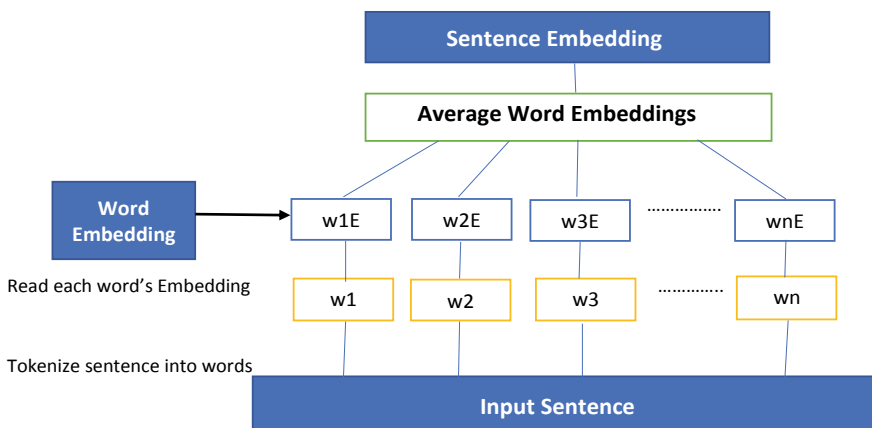 Sentence Embedding
Average Word Embeddings
Word
Embedding
w1E w2E w3E ................ wnE
Read each word’s Embedding
w1 w2 w3 .............. wn
Tokenize sentence into words
Input Sentence